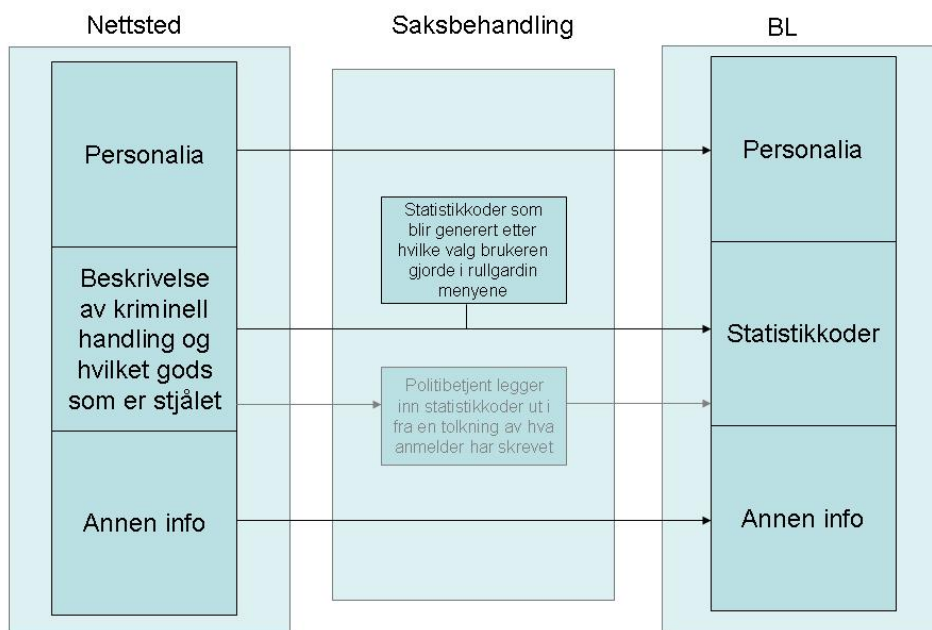 Nettsted
Saksbehandling
BL
Personalia
Beskrivelse
av kriminell
handling og
hvilket gods
som er stjålet
Annen info
Statistikkoder som
blir generert etter
hvilke valg brukeren
gjorde i rullgardin
menyene
Politibetjent legger
inn statistikkoder ut i
fra en tolkning av hva
anmelder har skrevet
Personalia
Statistikkoder
Annen info